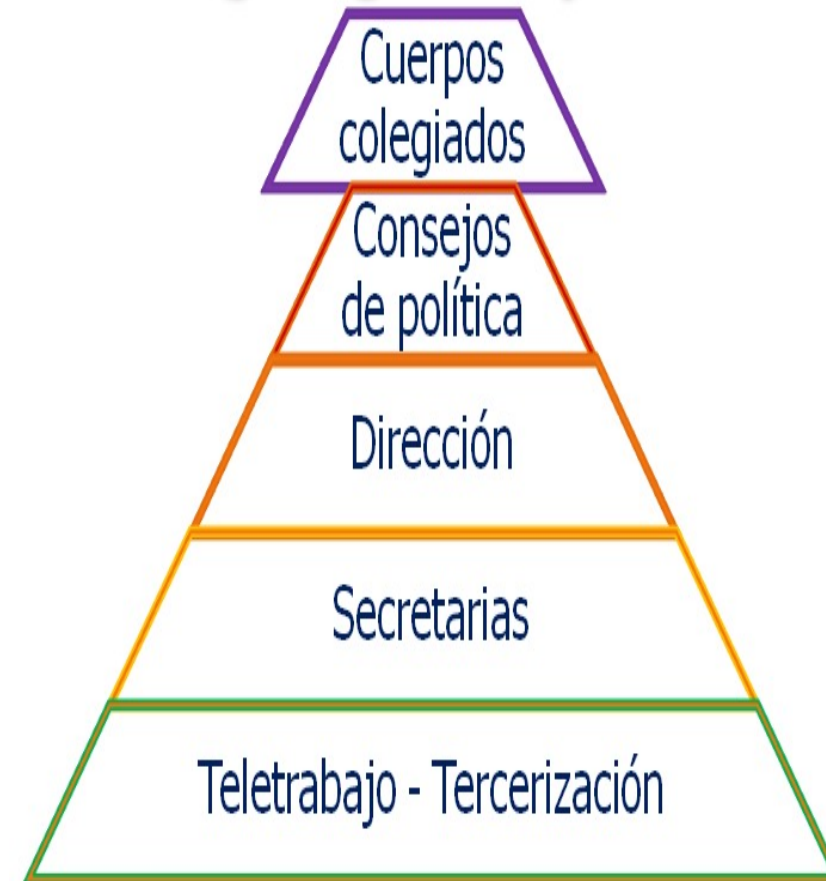 Cuerpos
colegiados
Consejos
de política
Dirección
Secretarias
Teletrabajo - Tercerización